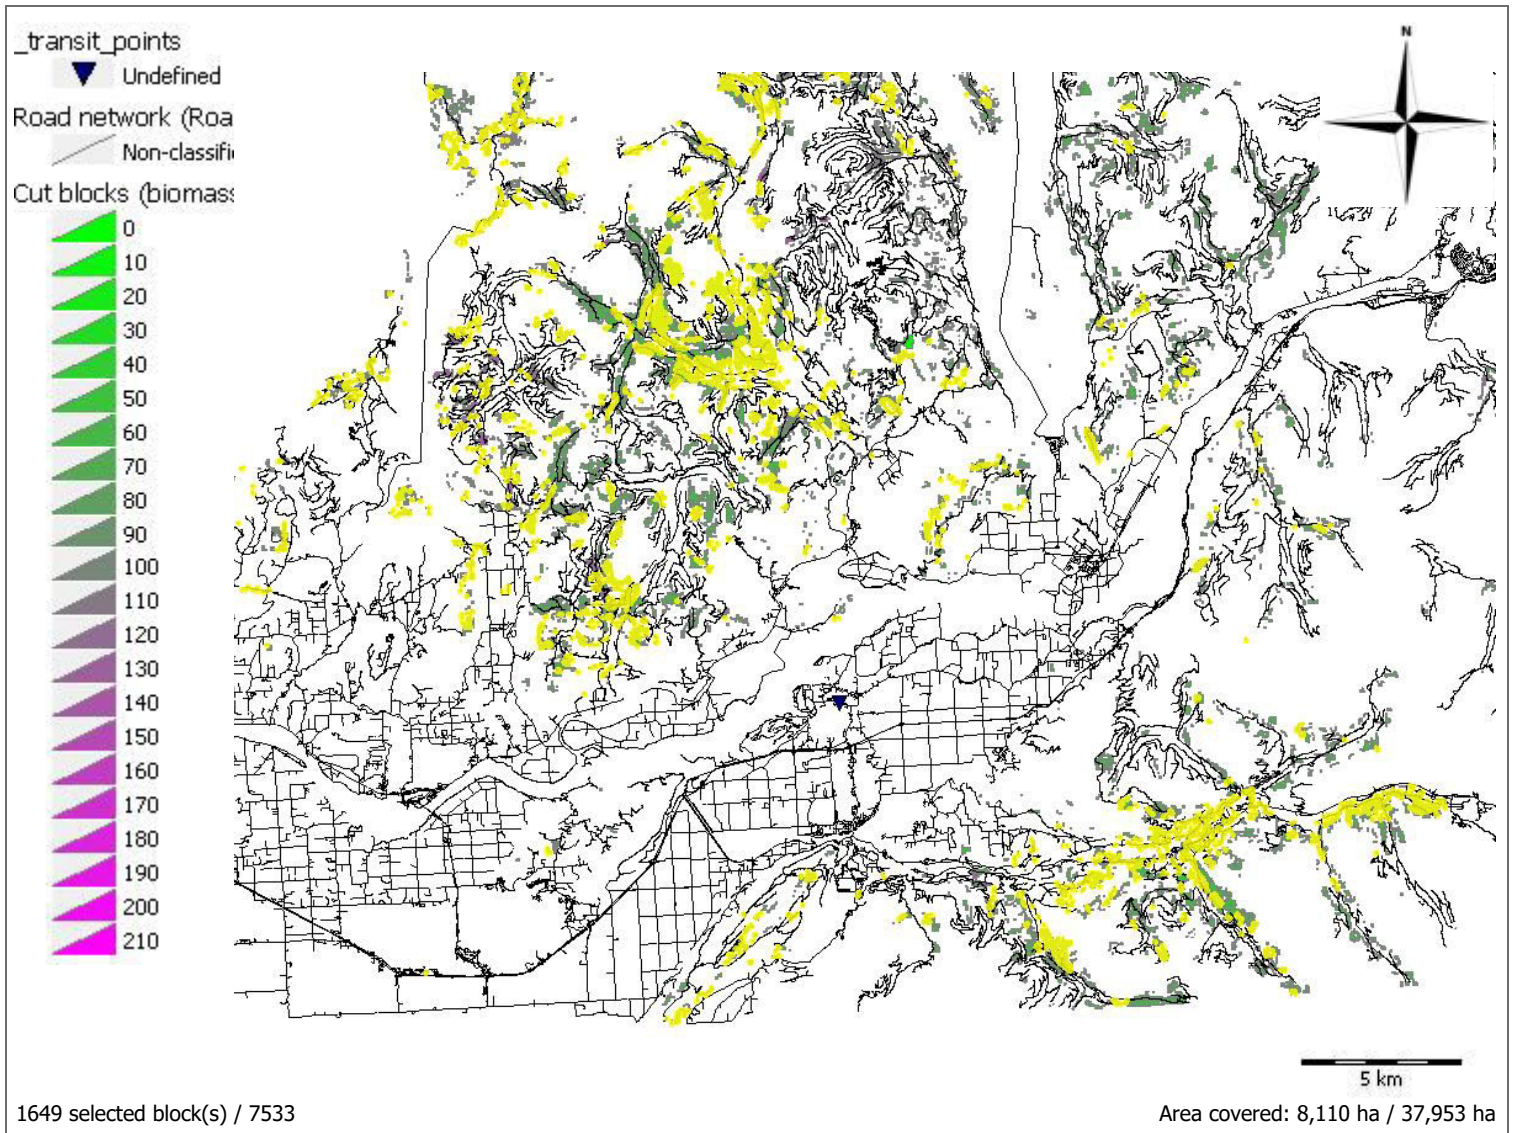 _transit_points
Undefined
Road network (Roa
Non-classifi
Cut blocks (biomass
0
10
20
30
40
50
60
70
80
90
100
110
120
130
140
150
160
170
180
190
200
210
N
5 km
1649 selected block(s) / 7533
Area covered: 8,110 ha / 37,953 ha